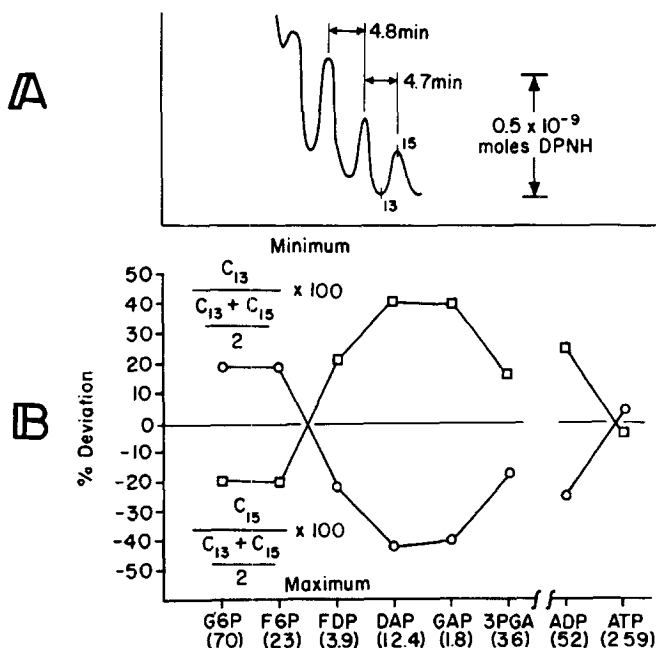 A
4.8min
4.7min
15
13
0.5 x 10⁻⁹
moles DPNH
B
Minimum
C₁₃
C₁₃ + C₁₅
2
x 100
% Deviation
50
40
30
20
10
0
-10
-20
-30
-40
-50
C₁₅
C₁₃ + C₁₅
2
x 100
Maximum
G6P F6P FDP DAP GAP 3PGA ADP ATP
(70) (23) (3.9) (12.4) (1.8) (36) (52) (259)